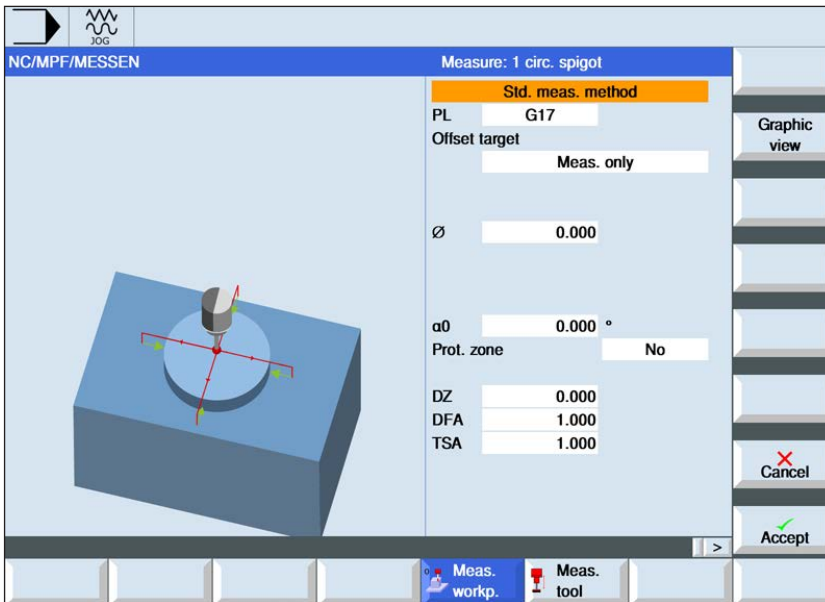 JOG
NC/MPF/MESSEN
Measure: 1 circ. spigot
Std. meas. method
PL G17
Offset target
Meas. only
Ø 0.000
α0 0.000 °
Prot. zone No
DZ 0.000
DFA 1.000
TSA 1.000
Graphic
view
Cancel
Accept
>
Meas.
workp.
Meas.
tool